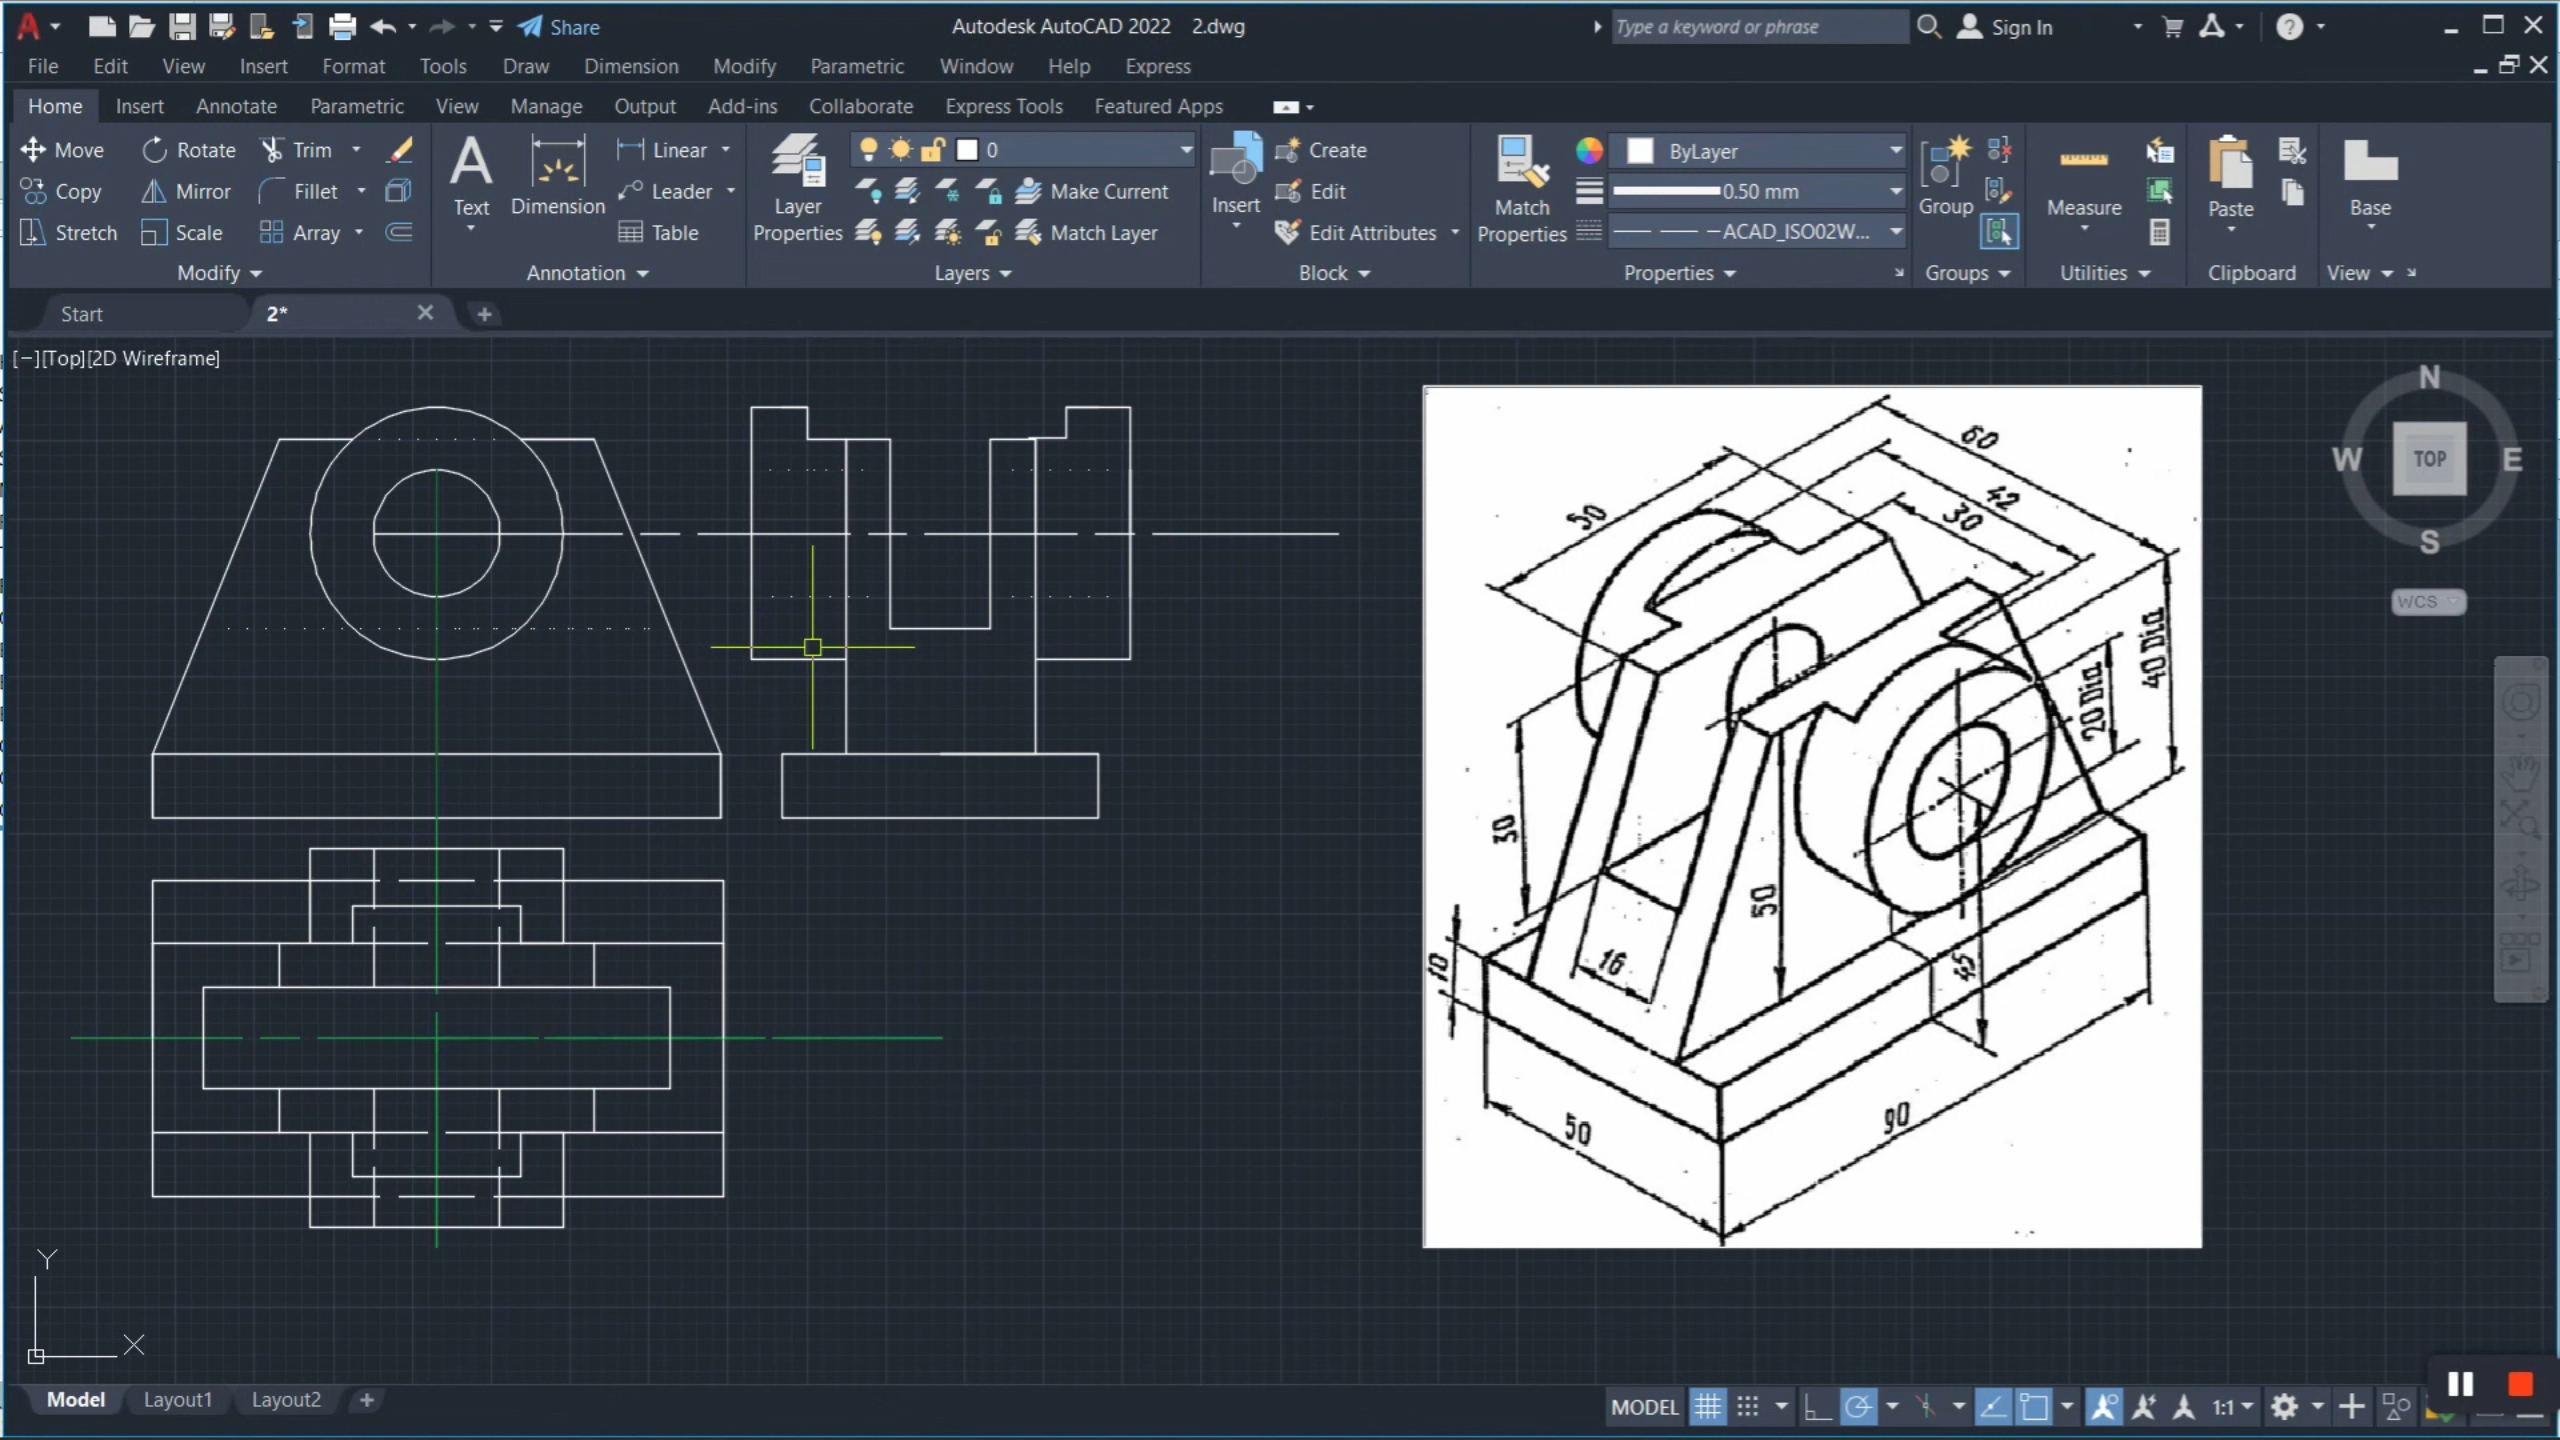 Share
Autodesk AutoCAD 2022 2.dwg
Type a keyword or phrase
Sign In
File Edit View Insert Format Tools Draw Dimension Modify Parametric Window Help Express
Home Insert Annotate Parametric View Manage Output Add-ins Collaborate Express Tools Featured Apps
Move Rotate Trim
Copy Mirror Fillet
Stretch Scale Array
Modify
Text
Dimension
Linear
Leader
Table
Annotation
Layer Properties
0
Make Current
Match Layer
Layers
Insert
Create
Edit
Edit Attributes
Block
Match Properties
ByLayer
0.50 mm
ACAD_ISO02W...
Properties
Group
Groups
Measure
Utilities
Paste
Clipboard
Base
View
Start 2*
[−][Top][2D Wireframe]
N
W TOP E
S
WCS
60
50
42
30
40 Dia
20 Dia
30
50
10
16
45
50
90
Y
X
Model Layout1 Layout2
MODEL
1:1